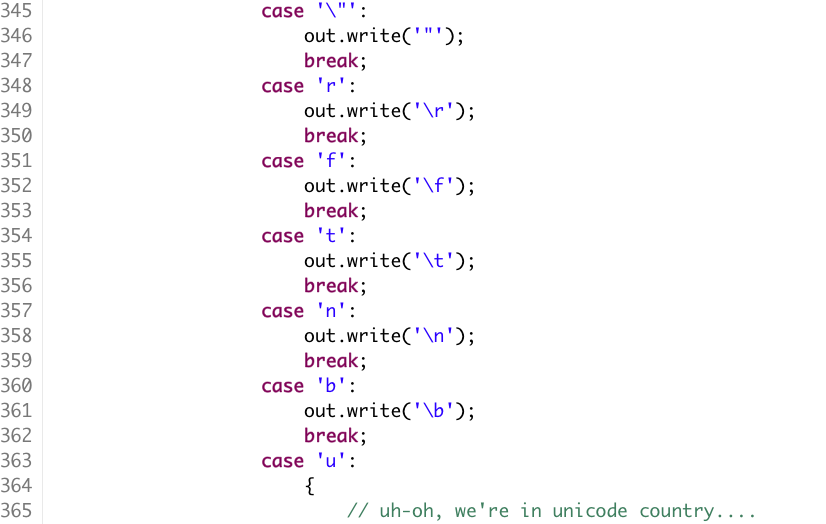 345 case '\"':
346 out.write('"');
347 break;
348 case 'r':
349 out.write('\r');
350 break;
351 case 'f':
352 out.write('\f');
353 break;
354 case 't':
355 out.write('\t');
356 break;
357 case 'n':
358 out.write('\n');
359 break;
360 case 'b':
361 out.write('\b');
362 break;
363 case 'u':
364 {
365 // uh-oh, we're in unicode country....